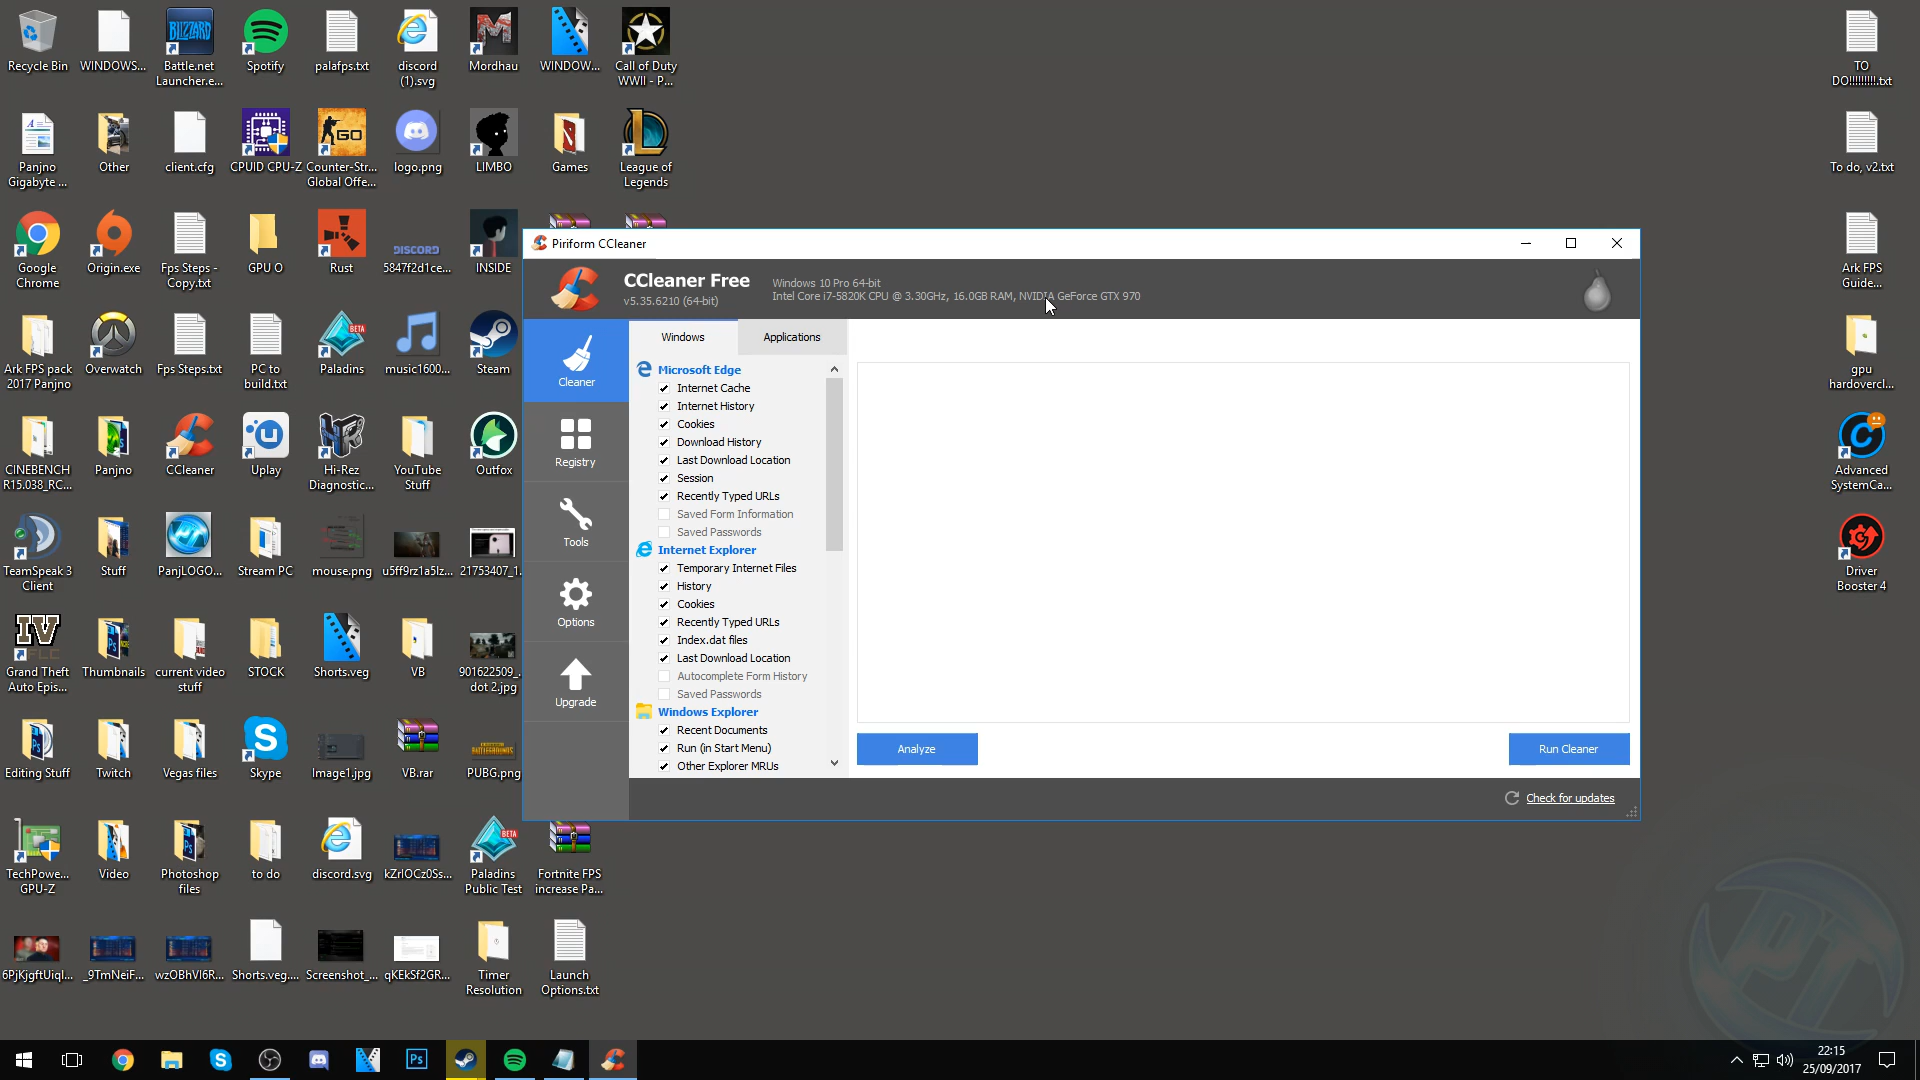 Recycle Bin
WINDOWS...
Battle.net
Launcher.e...
Spotify
palafps.txt
discord
(1).svg
Mordhau
WINDOW...
Call of Duty
WWII - P...
TO
DO!!!!!!!!!.txt
Panjno
Gigabyte ...
Other
client.cfg
CPUID CPU-Z
Counter-Str...
Global Offe...
logo.png
LIMBO
Games
League of
Legends
To do, v2.txt
Google
Chrome
Origin.exe
Fps Steps -
Copy.txt
GPU O
Rust
DISCORD
5847f2d1ce...
INSIDE
Ark FPS
Guide...
Ark FPS pack
2017 Panjno
Overwatch
Fps Steps.txt
PC to
build.txt
BETA
Paladins
music1600...
Steam
gpu
hardovercl...
CINEBENCH
R15.038_RC...
Panjno
CCleaner
Uplay
Hi-Rez
Diagnostic...
YouTube
Stuff
Outfox
Advanced
SystemCa...
TeamSpeak 3
Client
Stuff
PanjLOGO...
Stream PC
mouse.png
u5ff9rz1a5lz...
21753407_1...
Driver
Booster 4
IV
Grand Theft
Auto Epis...
Thumbnails
current video
stuff
STOCK
Shorts.veg
VB
901622509_...
dot 2.jpg
Editing Stuff
Twitch
Vegas files
Skype
Image1.jpg
VB.rar
PUBG.png
TechPowe...
GPU-Z
Video
Photoshop
files
to do
discord.svg
kZrIOCz0Ss...
BETA
Paladins
Public Test
Fortnite FPS
increase Pa...
6PjKjgftUiqI...
_9TmNeiF...
wzOBhVl6R...
Shorts.veg....
Screenshot_...
qKEkSf2GR...
Timer
Resolution
Launch
Options.txt
Piriform CCleaner
CCleaner Free
v5.35.6210 (64-bit)
Windows 10 Pro 64-bit
Intel Core i7-5820K CPU @ 3.30GHz, 16.0GB RAM, NVIDIA GeForce GTX 970
Cleaner
Registry
Tools
Options
Upgrade
Windows
Applications
Microsoft Edge
Internet Cache
Internet History
Cookies
Download History
Last Download Location
Session
Recently Typed URLs
Saved Form Information
Saved Passwords
Internet Explorer
Temporary Internet Files
History
Cookies
Recently Typed URLs
Index.dat files
Last Download Location
Autocomplete Form History
Saved Passwords
Windows Explorer
Recent Documents
Run (in Start Menu)
Other Explorer MRUs
Analyze
Run Cleaner
Check for updates
22:15
25/09/2017